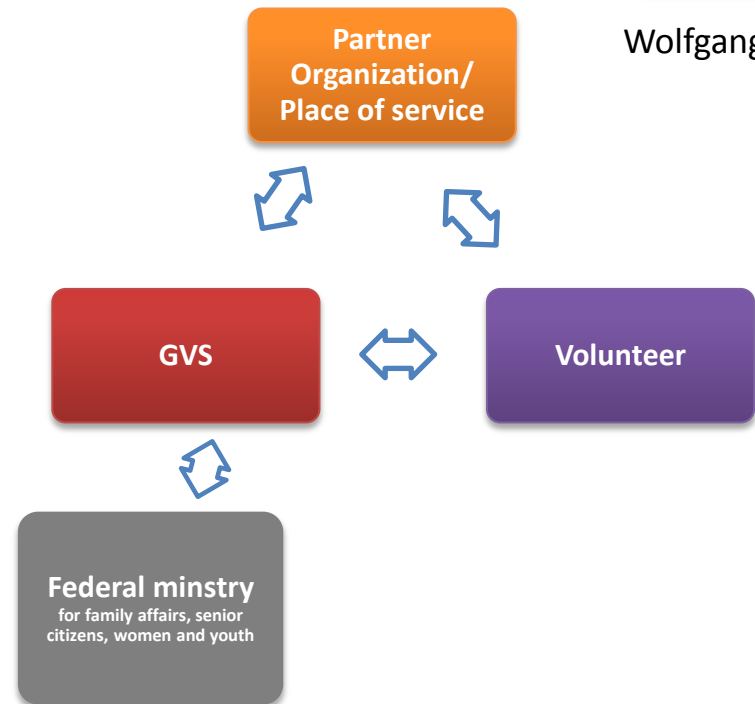 Partner
Organization/
Place of service
Wolfgang
GVS
Volunteer
Federal minstry
for family affairs, senior
citizens, women and youth